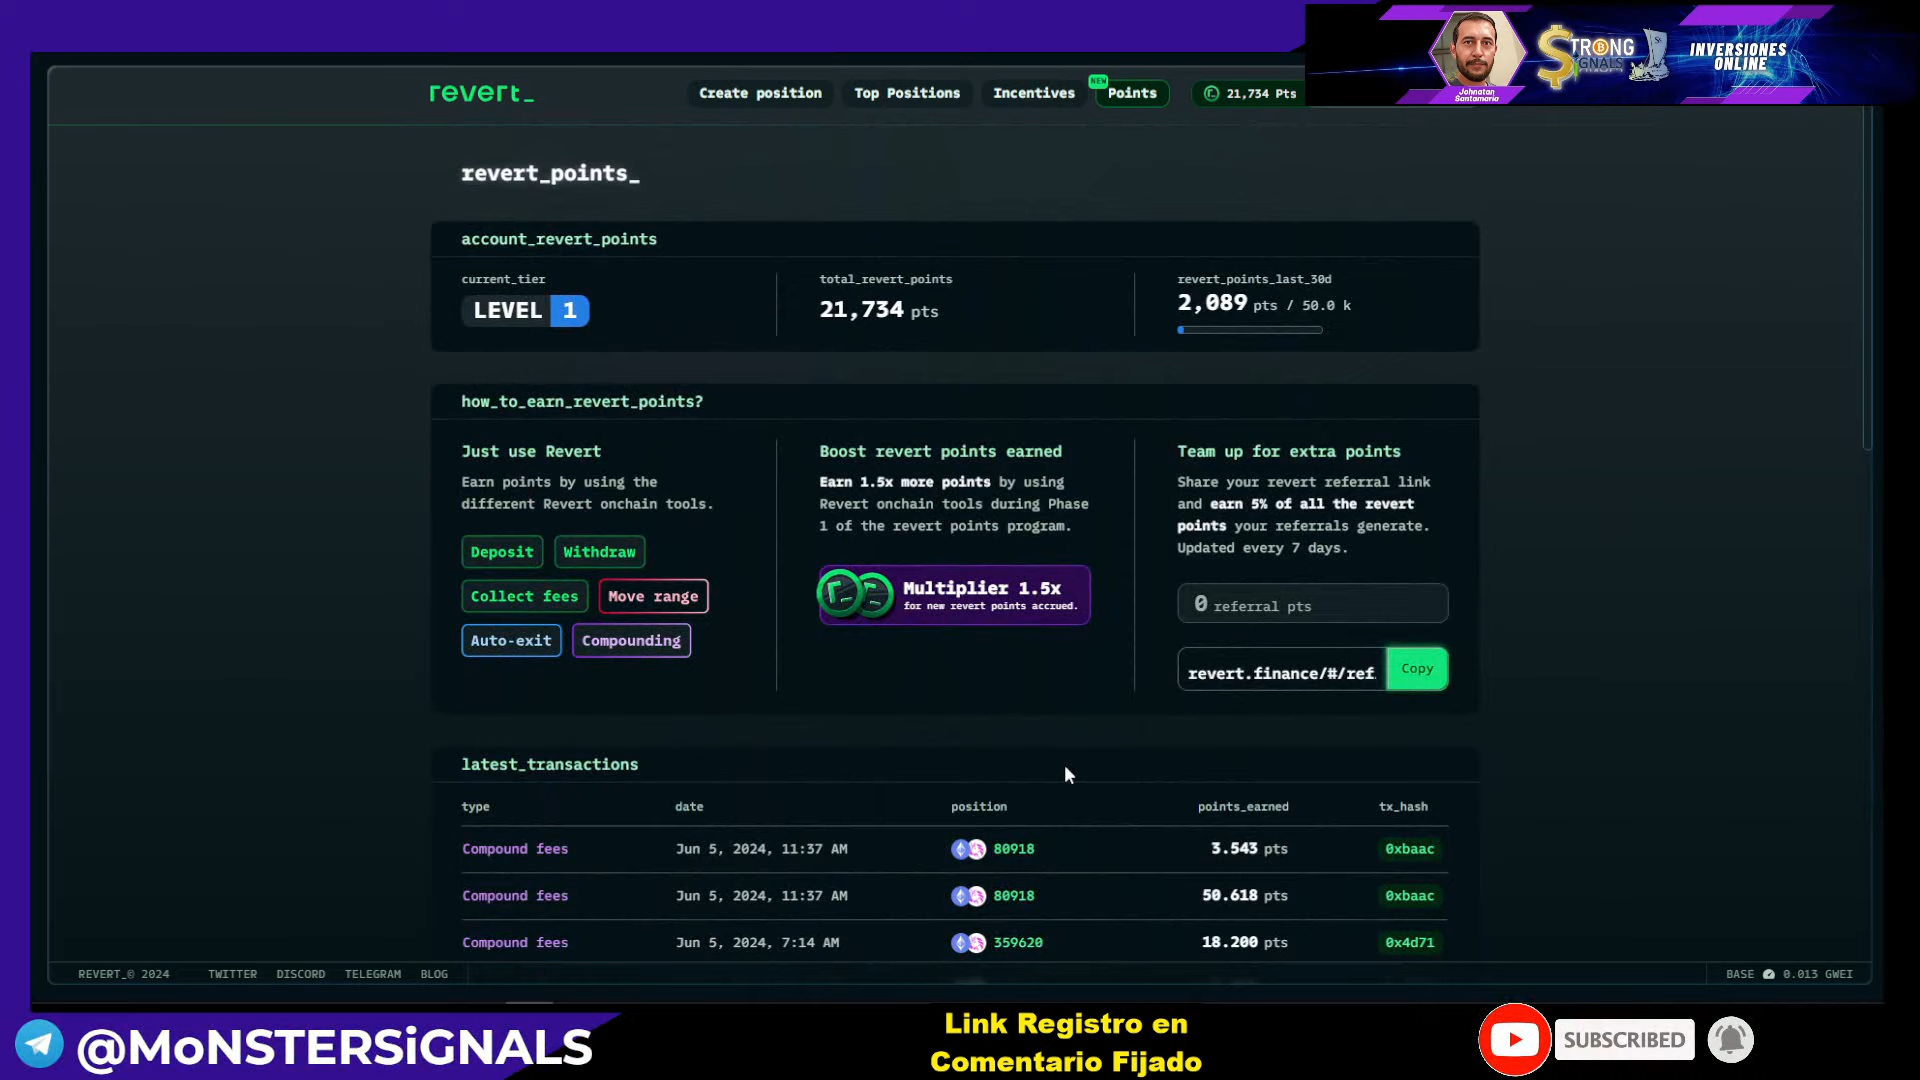 revert_
Create position
Top Positions
Incentives
NEW
Points
21,734 Pts
Johnatan
Santamaria
STRONG
INVERSIONES
ONLINE
revert_points_
account_revert_points
current_tier
LEVEL 1
total_revert_points
21,734 pts
revert_points_last_30d
2,089 pts / 50.0 k
how_to_earn_revert_points?
Just use Revert
Earn points by using the
different Revert onchain tools.
Deposit Withdraw
Collect fees Move range
Auto-exit Compounding
Boost revert points earned
Earn 1.5x more points by using
Revert onchain tools during Phase
1 of the revert points program.
Multiplier 1.5x
for new revert points accrued.
Team up for extra points
Share your revert referral link
and earn 5% of all the revert
points your referrals generate.
Updated every 7 days.
0 referral pts
revert.finance/#/ref
Copy
latest_transactions
type date position points_earned tx_hash
Compound fees Jun 5, 2024, 11:37 AM 80918 3.543 pts 0xbaac
Compound fees Jun 5, 2024, 11:37 AM 80918 50.618 pts 0xbaac
Compound fees Jun 5, 2024, 7:14 AM 359620 18.200 pts 0x4d71
REVERT_© 2024 TWITTER DISCORD TELEGRAM BLOG
BASE 0.013 GWEI
@MoNSTERSiGNALS
Link Registro en
Comentario Fijado
SUBSCRIBED